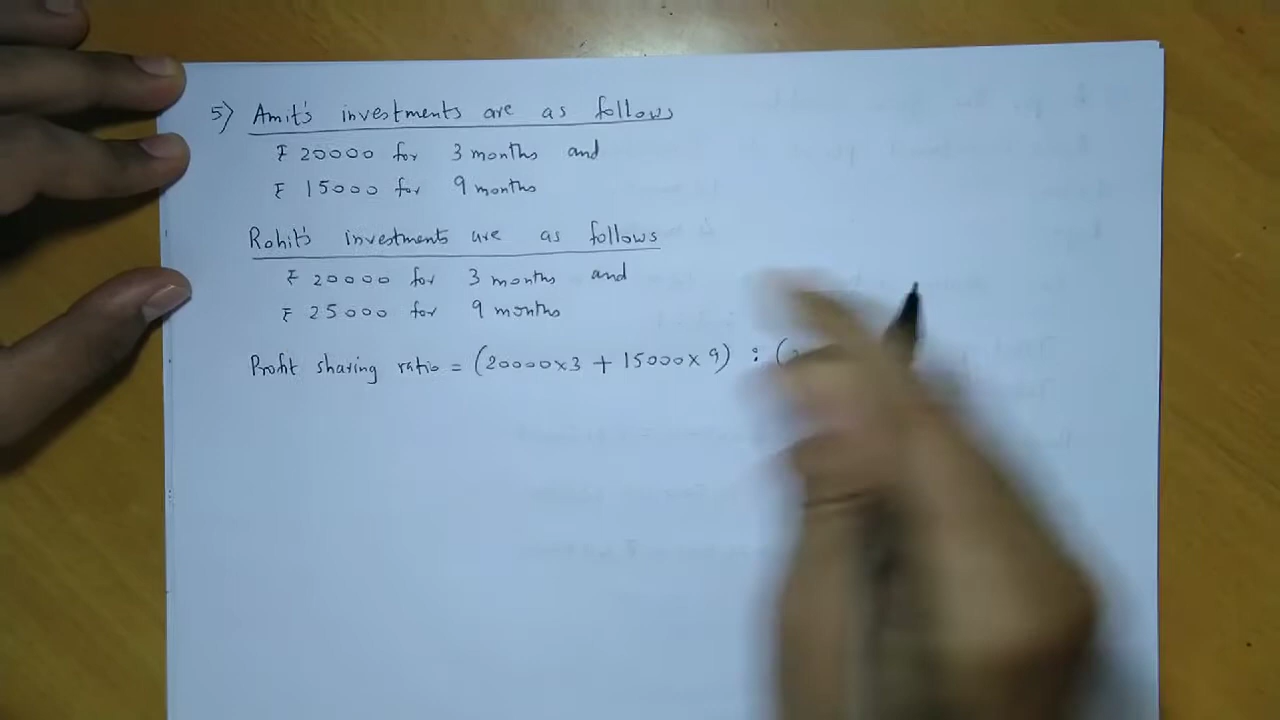 5) Amit's investments are as follows
₹ 20000 for 3 months and
₹ 15000 for 9 months
Rohit's investments are as follows
₹ 20000 for 3 months and
₹ 25000 for 9 months
Profit sharing ratio = (20000×3 + 15000×9) : (